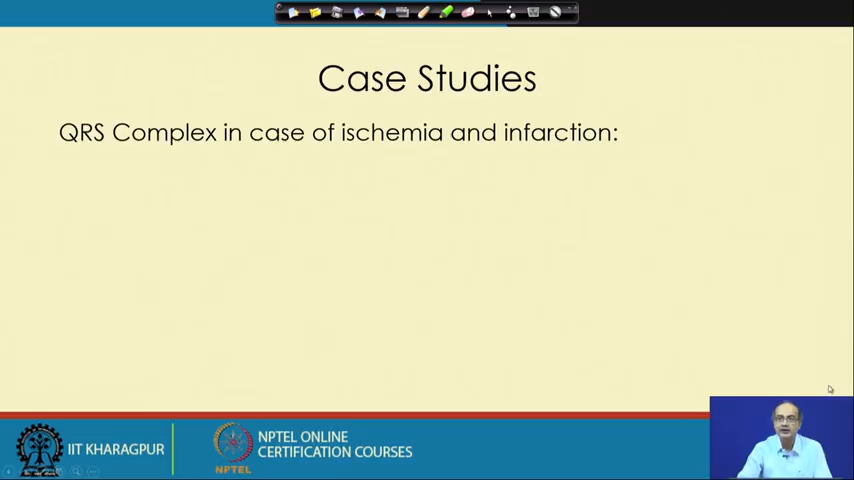 Case Studies
QRS Complex in case of ischemia and infarction:
IIT KHARAGPUR
NPTEL
NPTEL ONLINE
CERTIFICATION COURSES